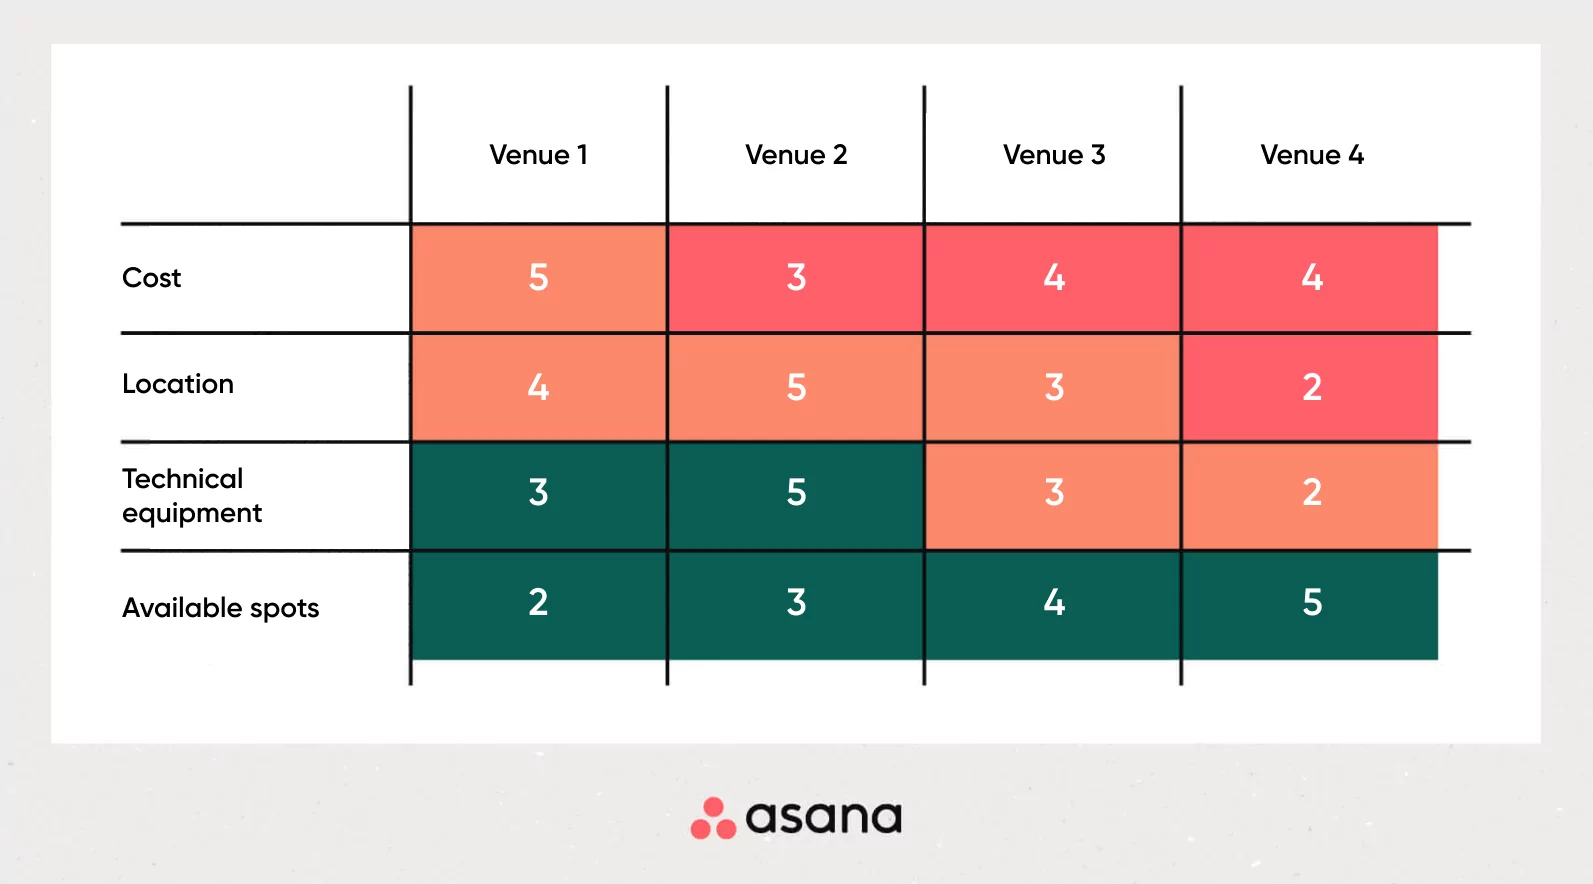 Venue 1 Venue 2 Venue 3 Venue 4
Cost 5 3 4 4
Location 4 5 3 2
Technical
equipment 3 5 3 2
Available spots 2 3 4 5
asana